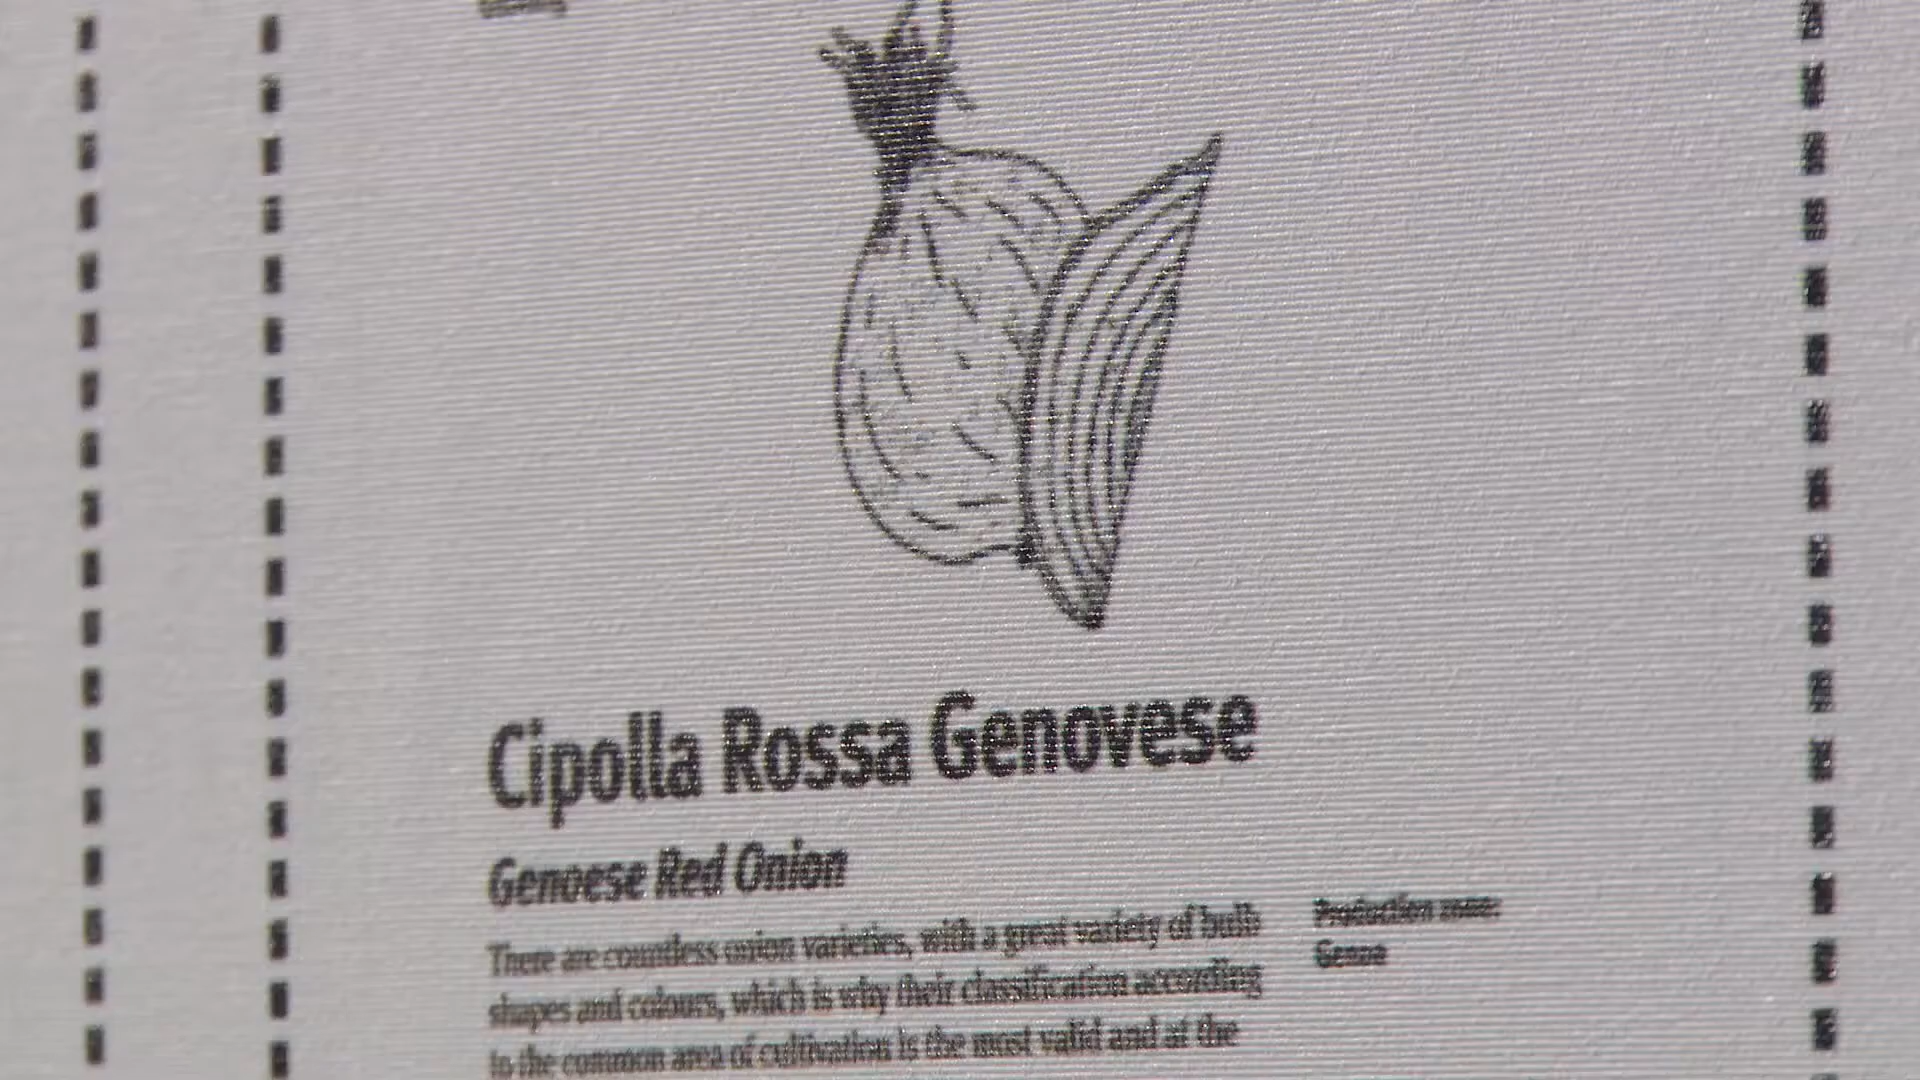 Cipolla Rossa Genovese
Genoese Red Onion
There are countless onion varieties, with a great variety of bulb
shapes and colours, which is why their classification according
to the common area of cultivation is the most valid and at the
Production zone:
Genoa